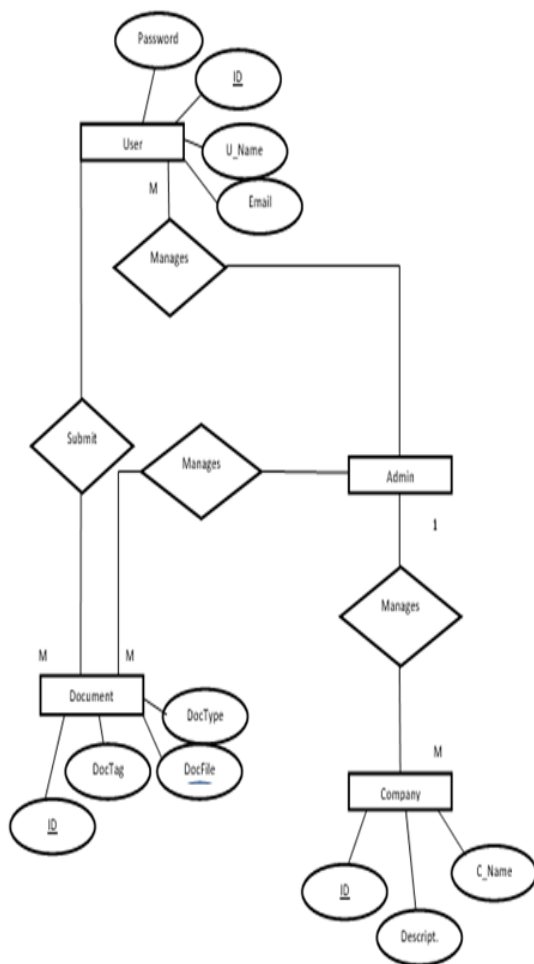 Password
ID
User
U_Name
M
Email
Manages
Submit
Manages
Admin
1
Manages
M
M
Document
DocType
DocTag
DocFile
M
Company
ID
C_Name
ID
Descript.